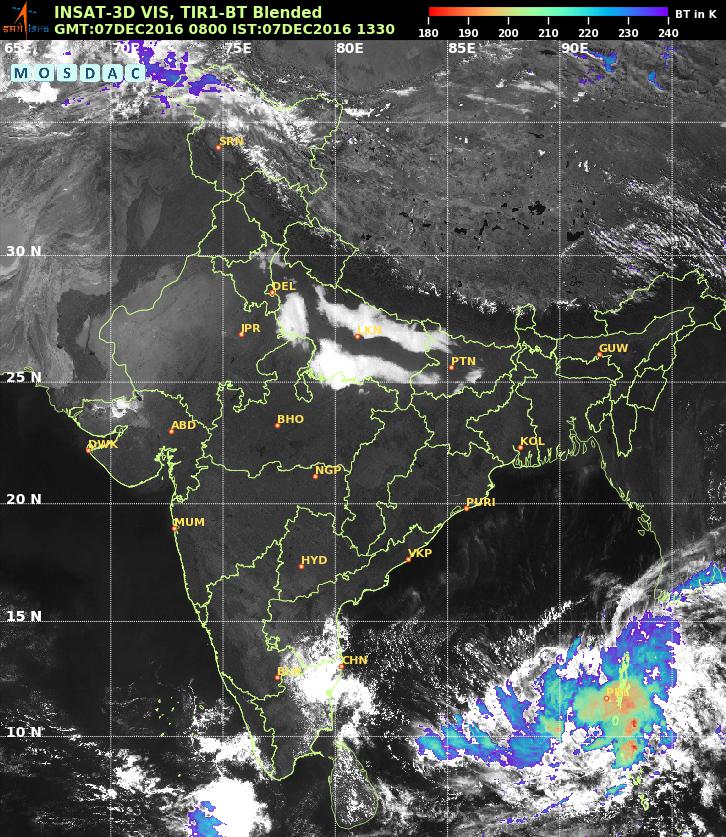 INSAT-3D VIS, TIR1-BT Blended
GMT:07DEC2016 0800 IST:07DEC2016 1330
BT in K
180 190 200 210 220 230 240
65E 70E 75E 80E 85E 90E
MOSDAC
SRN
30 N
DEL
JPR LKN
GUW
PTN
25 N
BHO
ABD
DWK KOL
NGP
20 N PURI
MUM
VKP
HYD
15 N
CHN
10 N